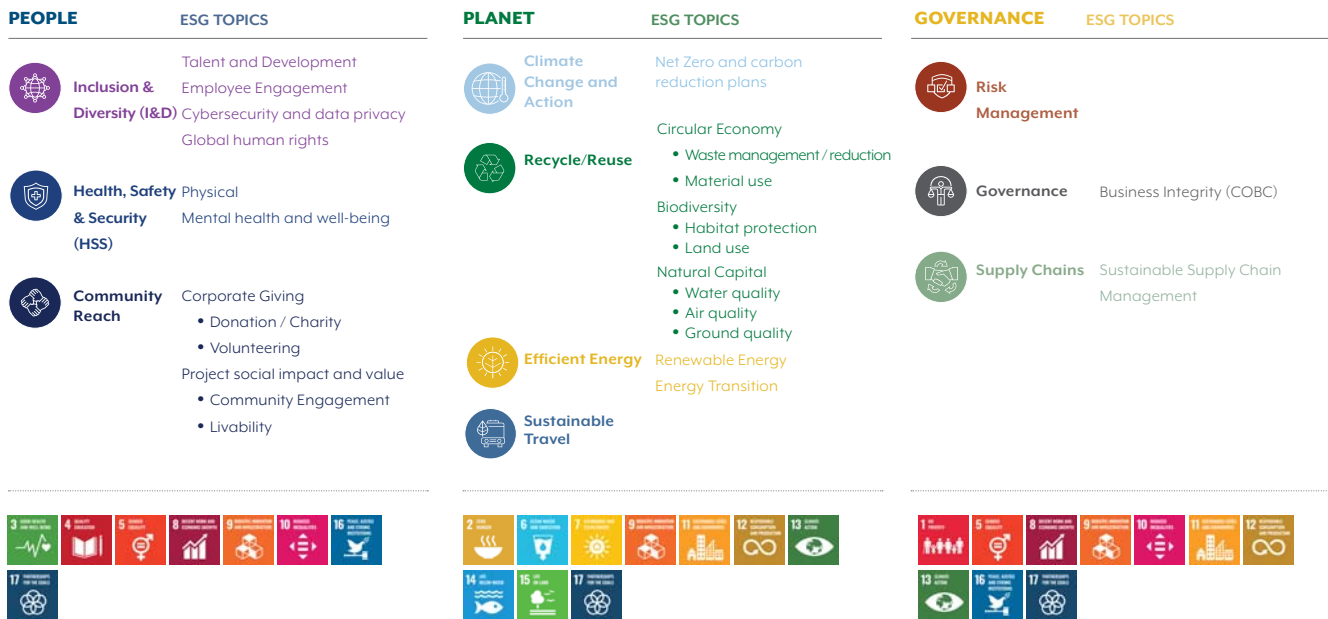 PEOPLE
ESG TOPICS
Inclusion &
Diversity (I&D)
Talent and Development
Employee Engagement
Cybersecurity and data privacy
Global human rights
Health, Safety
& Security
(HSS)
Physical
Mental health and well-being
Community
Reach
Corporate Giving
• Donation / Charity
• Volunteering
Project social impact and value
• Community Engagement
• Livability
3
4
5
8
9
10
16
17
PLANET
ESG TOPICS
Climate
Change and
Action
Net Zero and carbon
reduction plans
Recycle/Reuse
Circular Economy
• Waste management / reduction
• Material use
Biodiversity
• Habitat protection
• Land use
Natural Capital
• Water quality
• Air quality
• Ground quality
Efficient Energy
Renewable Energy
Energy Transition
Sustainable
Travel
2
6
7
9
11
12
13
14
15
17
GOVERNANCE
ESG TOPICS
Risk
Management
Governance
Business Integrity (COBC)
Supply Chains
Sustainable Supply Chain
Management
1
5
8
9
10
11
12
13
16
17